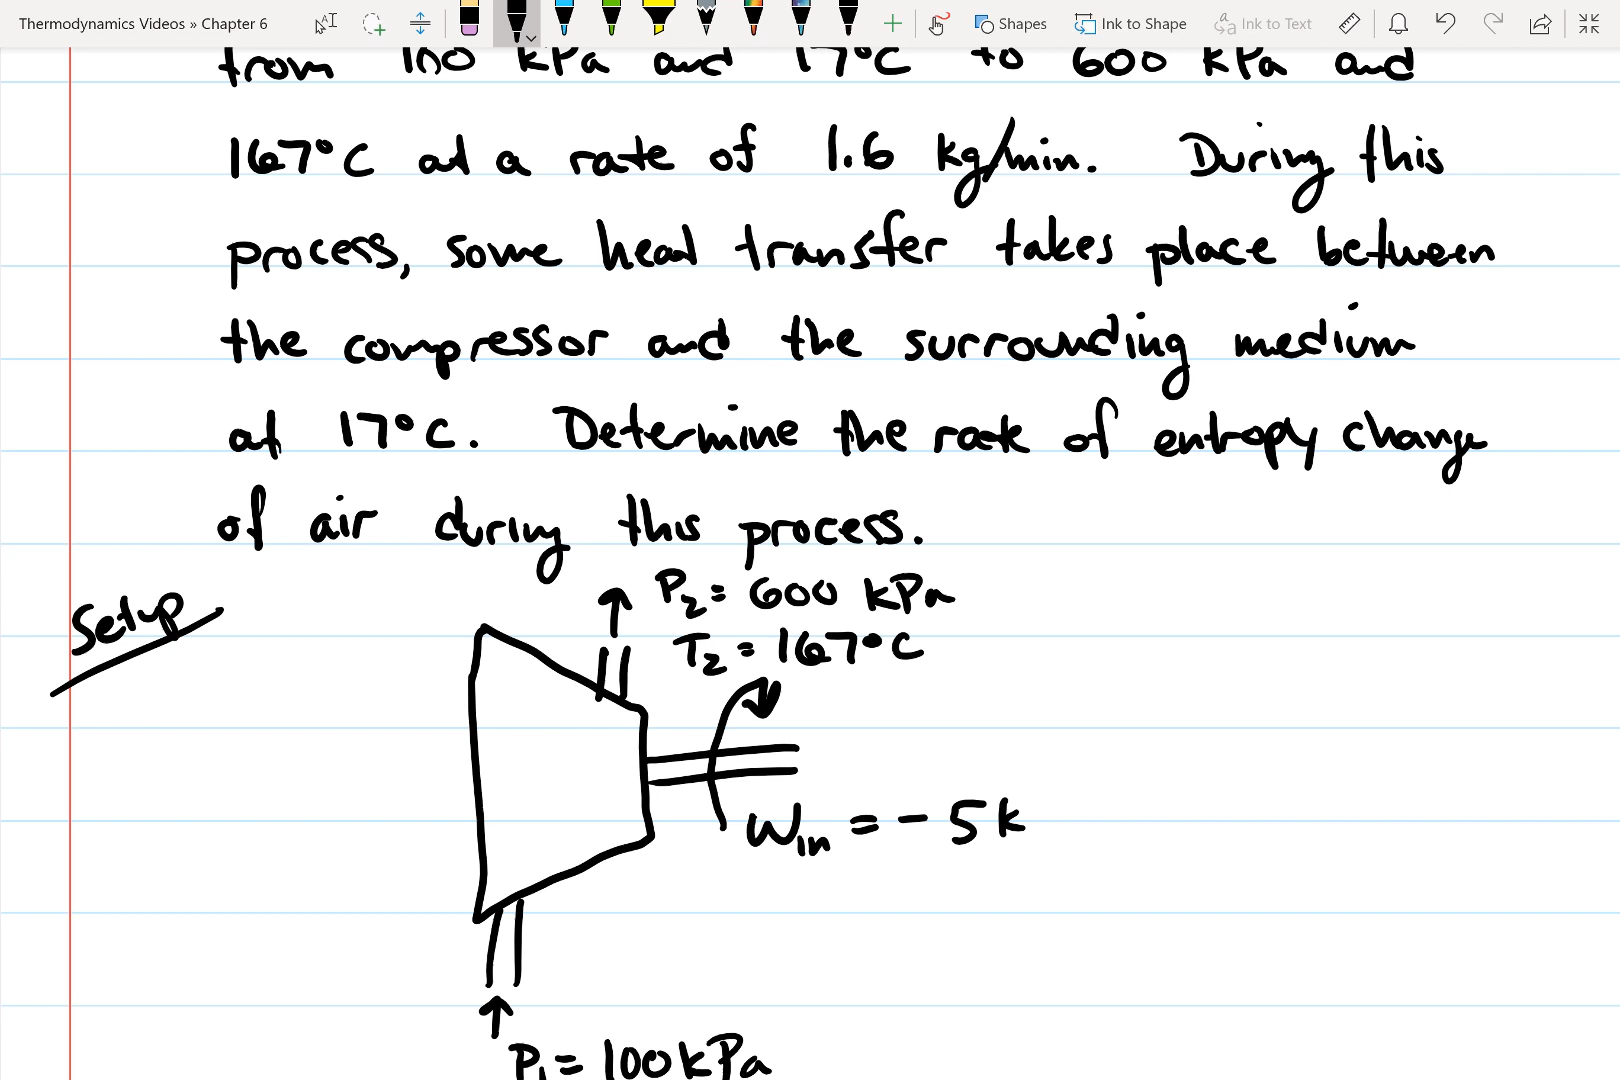 Thermodynamics Videos » Chapter 6
Shapes
Ink to Shape
Ink to Text
from 100 kPa and 17°C to 600 kPa and
167°C at a rate of 1.6 kg/min. During this
process, some heat transfer takes place between
the compressor and the surrounding medium
at 17°C. Determine the rate of entropy change
of air during this process.
Setup
P₂ = 600 kPa
T₂ = 167°C
Win = - 5 k
P₁ = 100 kPa